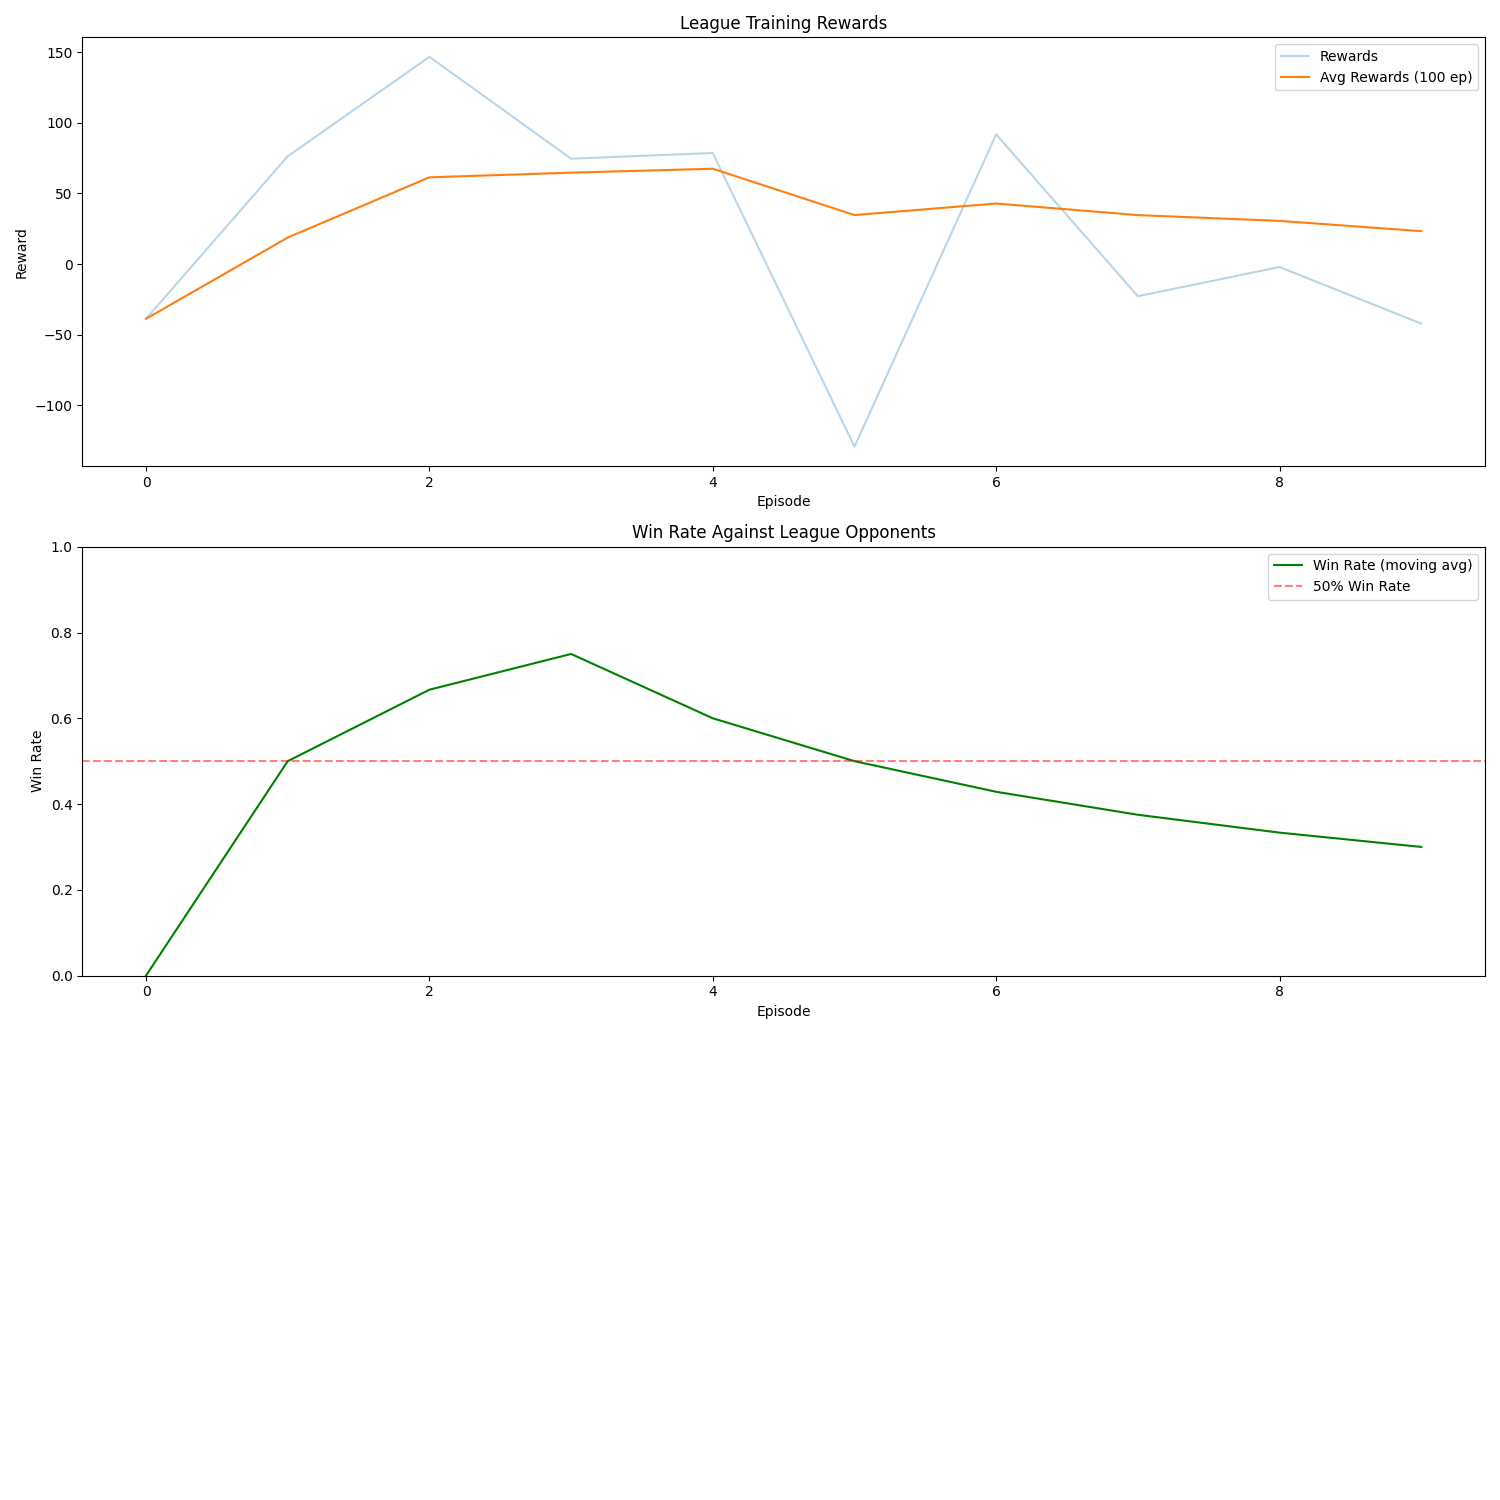 League Training Rewards
150
100
50
0
−50
−100
Reward
Rewards
Avg Rewards (100 ep)
0 2 4 6 8
Episode
Win Rate Against League Opponents
1.0
0.8
0.6
0.4
0.2
0.0
Win Rate
Win Rate (moving avg)
50% Win Rate
0 2 4 6 8
Episode